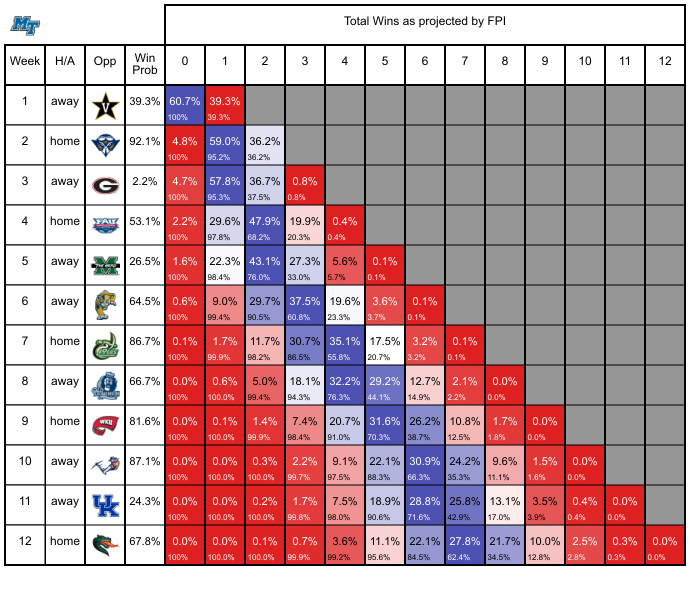 MT
Total Wins as projected by FPI
Week H/A Opp Win Prob 0 1 2 3 4 5 6 7 8 9 10 11 12
1 away V 39.3% 60.7% 39.3%
100% 39.3%
2 home 92.1% 4.8% 59.0% 36.2%
100% 95.2% 36.2%
3 away G 2.2% 4.7% 57.8% 36.7% 0.8%
100% 95.3% 37.5% 0.8%
4 home FAU 53.1% 2.2% 29.6% 47.9% 19.9% 0.4%
100% 97.8% 68.2% 20.3% 0.4%
5 away M 26.5% 1.6% 22.3% 43.1% 27.3% 5.6% 0.1%
100% 98.4% 76.0% 33.0% 5.7% 0.1%
6 away 64.5% 0.6% 9.0% 29.7% 37.5% 19.6% 3.6% 0.1%
100% 99.4% 90.5% 60.8% 23.3% 3.7% 0.1%
7 home 86.7% 0.1% 1.7% 11.7% 30.7% 35.1% 17.5% 3.2% 0.1%
100% 99.9% 98.2% 86.5% 55.8% 20.7% 3.2% 0.1%
8 away 66.7% 0.0% 0.6% 5.0% 18.1% 32.2% 29.2% 12.7% 2.1% 0.0%
100% 100.0% 99.4% 94.3% 76.3% 44.1% 14.9% 2.2% 0.0%
9 home WKU 81.6% 0.0% 0.1% 1.4% 7.4% 20.7% 31.6% 26.2% 10.8% 1.7% 0.0%
100% 100.0% 99.9% 98.4% 91.0% 70.3% 38.7% 12.5% 1.8% 0.0%
10 away 87.1% 0.0% 0.0% 0.3% 2.2% 9.1% 22.1% 30.9% 24.2% 9.6% 1.5% 0.0%
100% 100.0% 100.0% 99.7% 97.5% 88.3% 66.3% 35.3% 11.1% 1.6% 0.0%
11 away UK 24.3% 0.0% 0.0% 0.2% 1.7% 7.5% 18.9% 28.8% 25.8% 13.1% 3.5% 0.4% 0.0%
100% 100.0% 100.0% 99.8% 98.0% 90.6% 71.6% 42.9% 17.0% 3.9% 0.4% 0.0%
12 home 67.8% 0.0% 0.0% 0.1% 0.7% 3.6% 11.1% 22.1% 27.8% 21.7% 10.0% 2.5% 0.3% 0.0%
100% 100.0% 100.0% 99.9% 99.2% 95.6% 84.5% 62.4% 34.5% 12.8% 2.8% 0.3% 0.0%